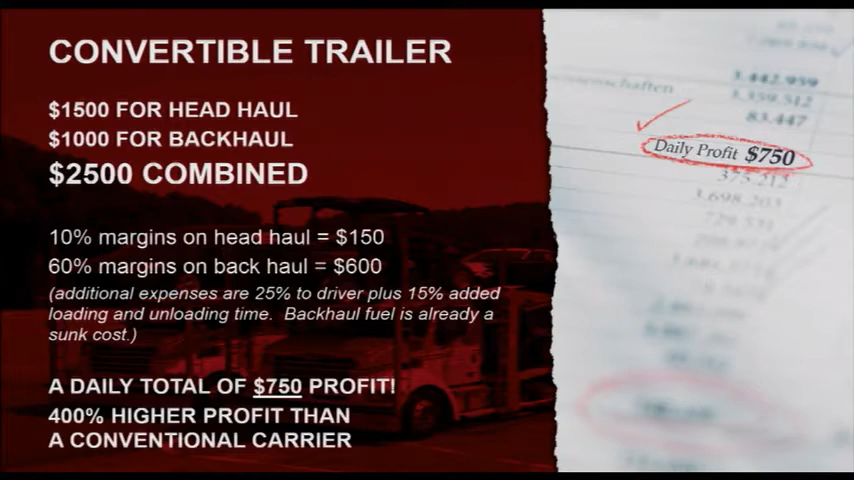 CONVERTIBLE TRAILER
$1500 FOR HEAD HAUL
$1000 FOR BACKHAUL
$2500 COMBINED
10% margins on head haul = $150
60% margins on back haul = $600
(additional expenses are 25% to driver plus 15% added
loading and unloading time. Backhaul fuel is already a
sunk cost.)
A DAILY TOTAL OF $750 PROFIT!
400% HIGHER PROFIT THAN
A CONVENTIONAL CARRIER
3.442.959
3.359.512
83.447
Daily Profit $750
373.212